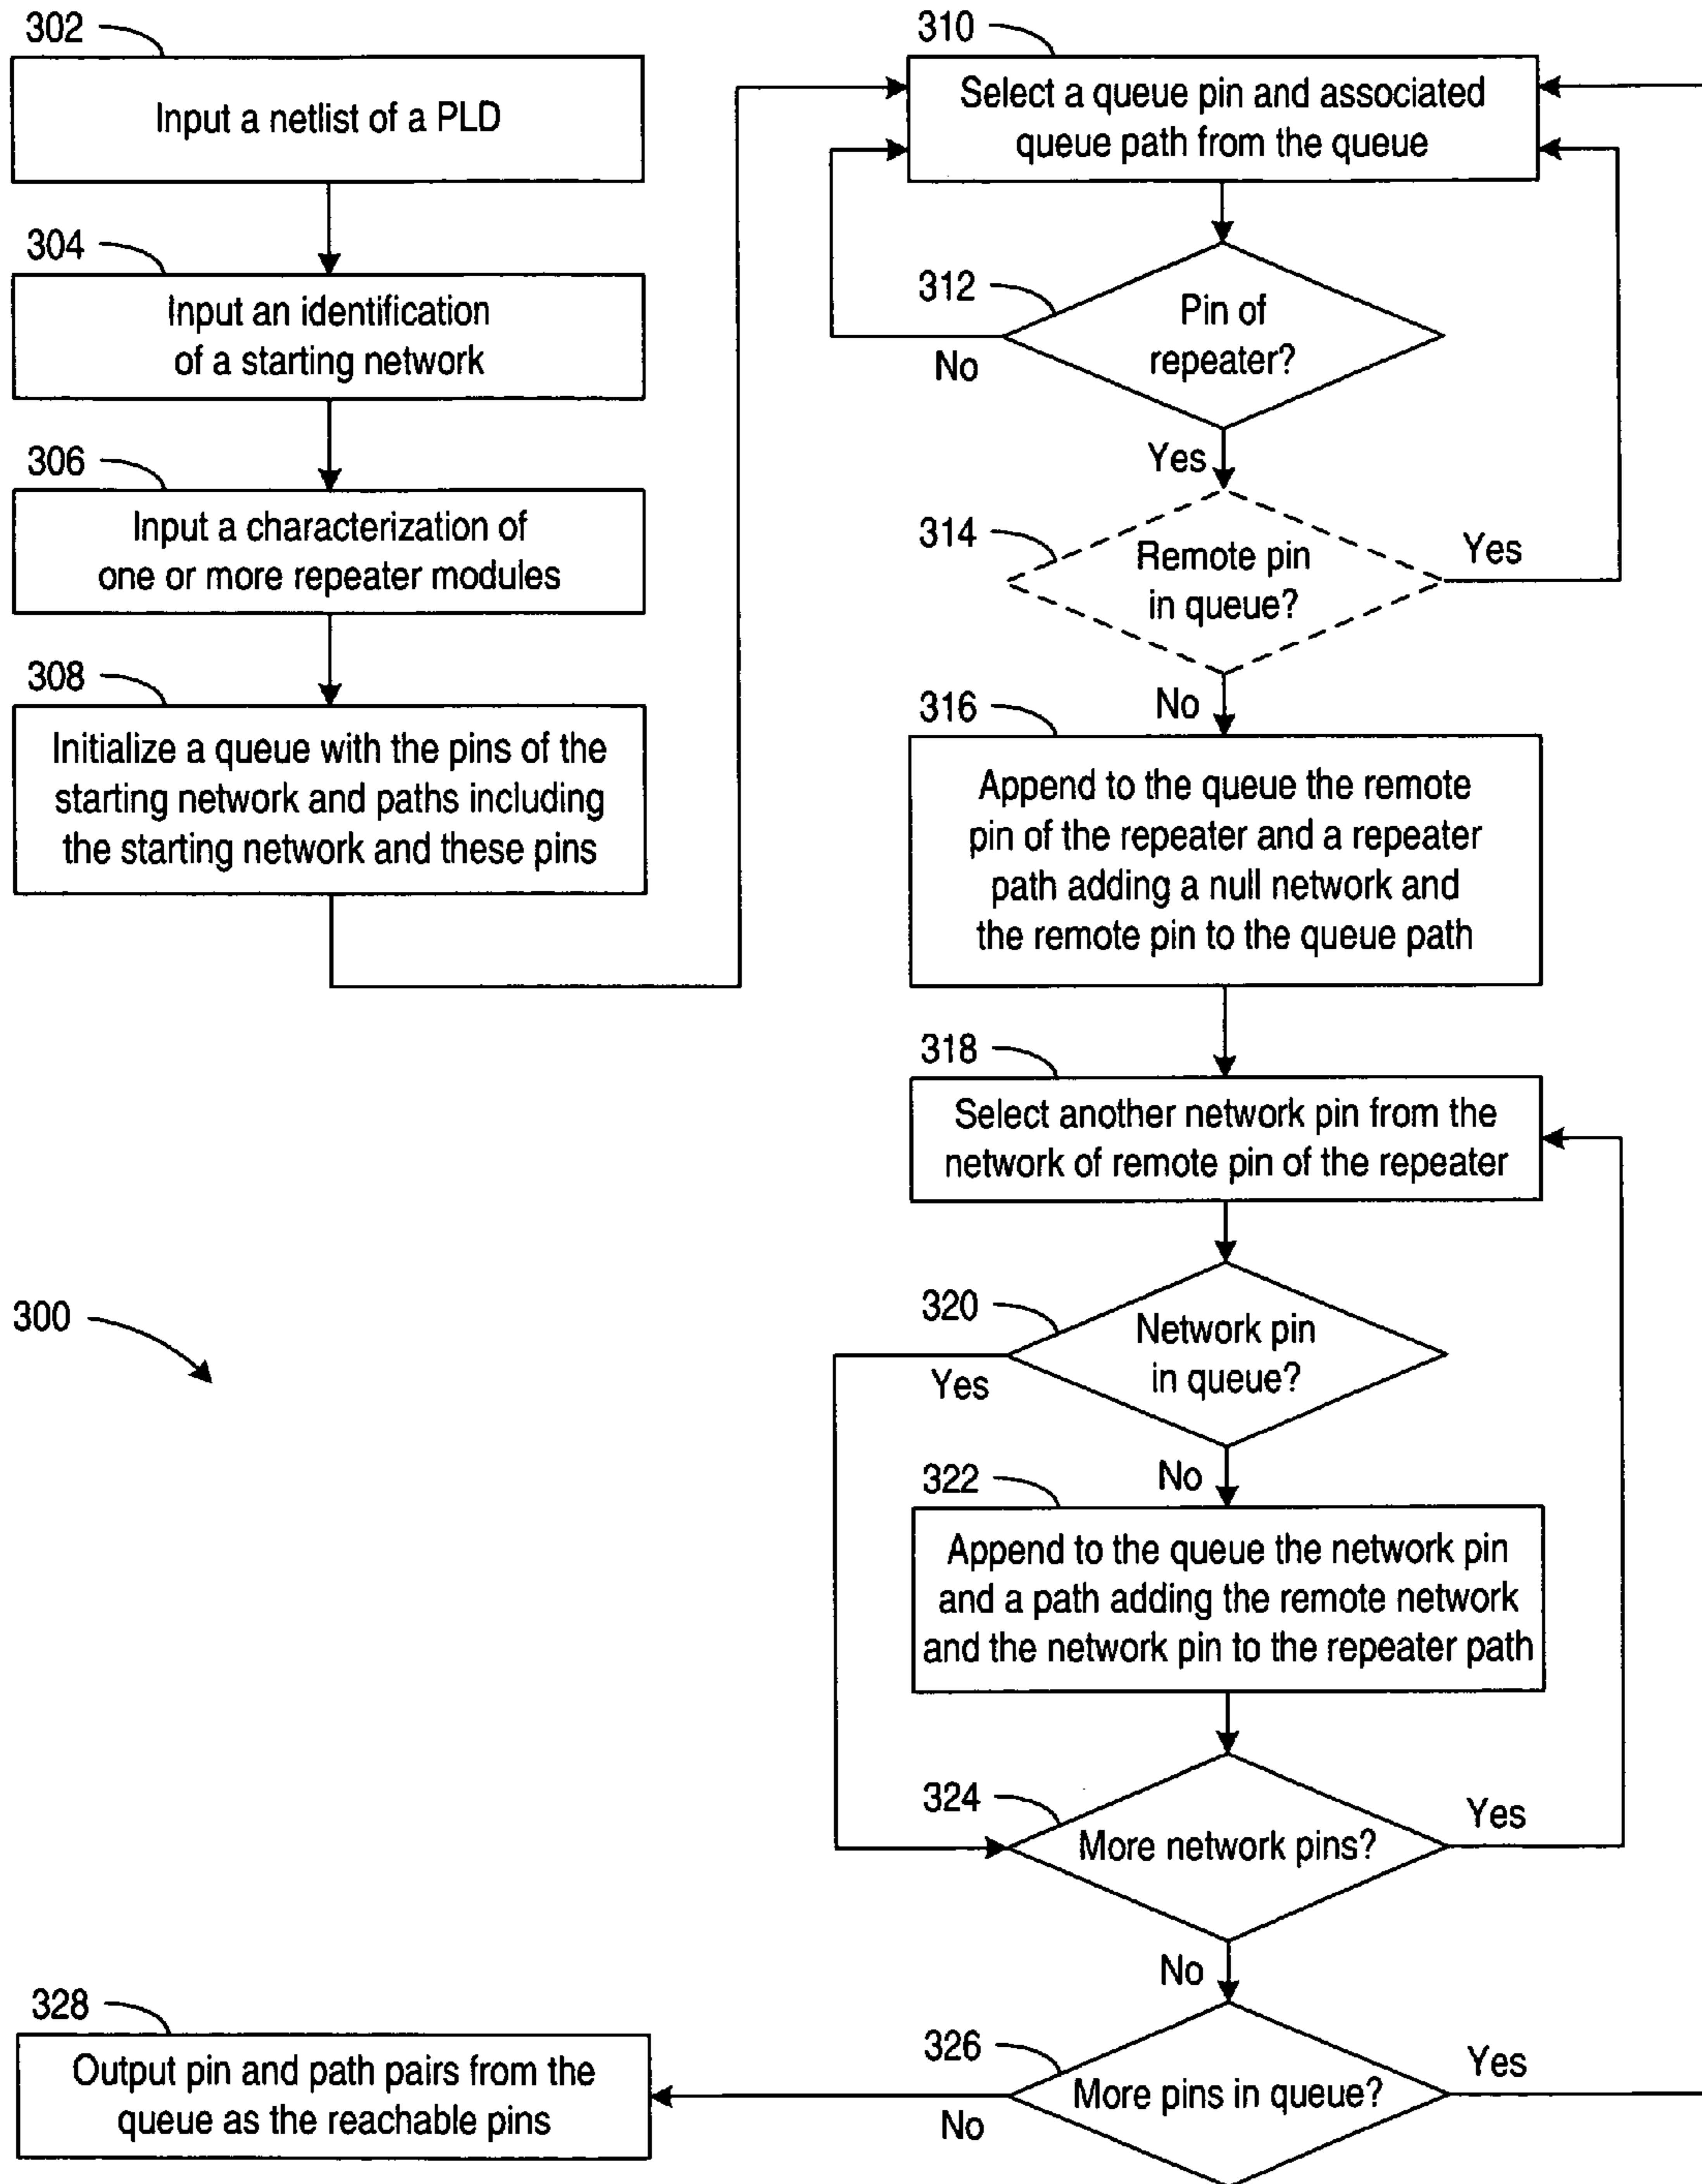 302
Input a netlist of a PLD
304
Input an identification
of a starting network
306
Input a characterization of
one or more repeater modules
308
Initialize a queue with the pins of the
starting network and paths including
the starting network and these pins
310
Select a queue pin and associated
queue path from the queue
312
Pin of
repeater?
No
Yes
314
Remote pin
in queue?
Yes
No
316
Append to the queue the remote
pin of the repeater and a repeater
path adding a null network and
the remote pin to the queue path
318
Select another network pin from the
network of remote pin of the repeater
300
320
Network pin
in queue?
Yes
No
322
Append to the queue the network pin
and a path adding the remote network
and the network pin to the repeater path
324
More network pins?
Yes
No
326
More pins in queue?
Yes
No
328
Output pin and path pairs from the
queue as the reachable pins